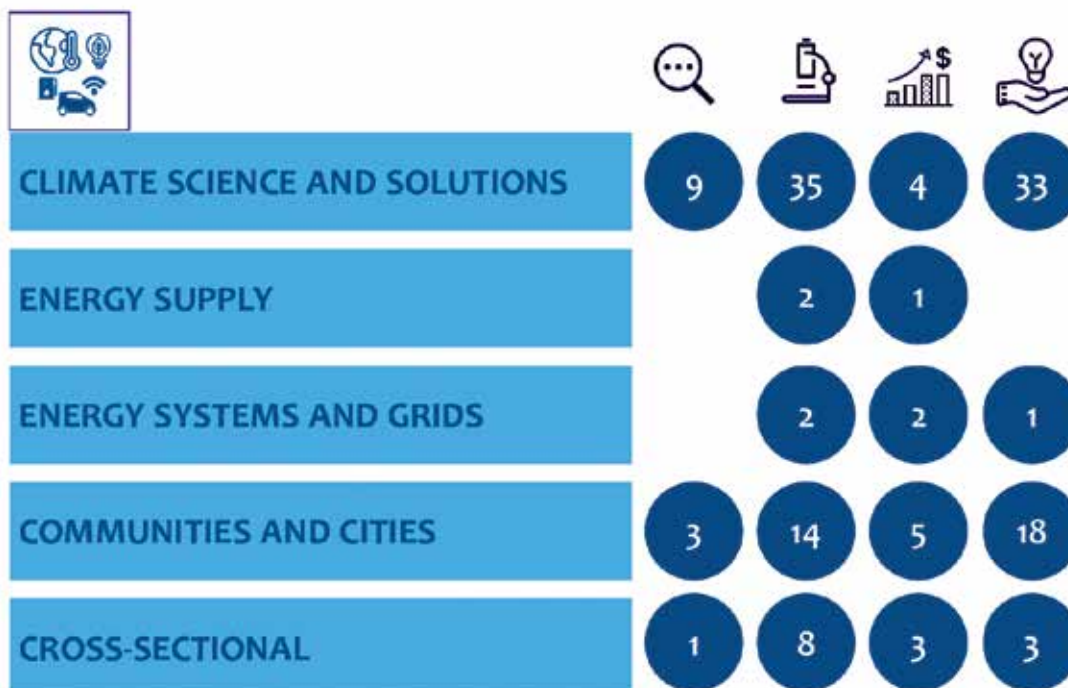 $
CLIMATE SCIENCE AND SOLUTIONS 9 35 4 33
ENERGY SUPPLY 2 1
ENERGY SYSTEMS AND GRIDS 2 2 1
COMMUNITIES AND CITIES 3 14 5 18
CROSS-SECTIONAL 1 8 3 3